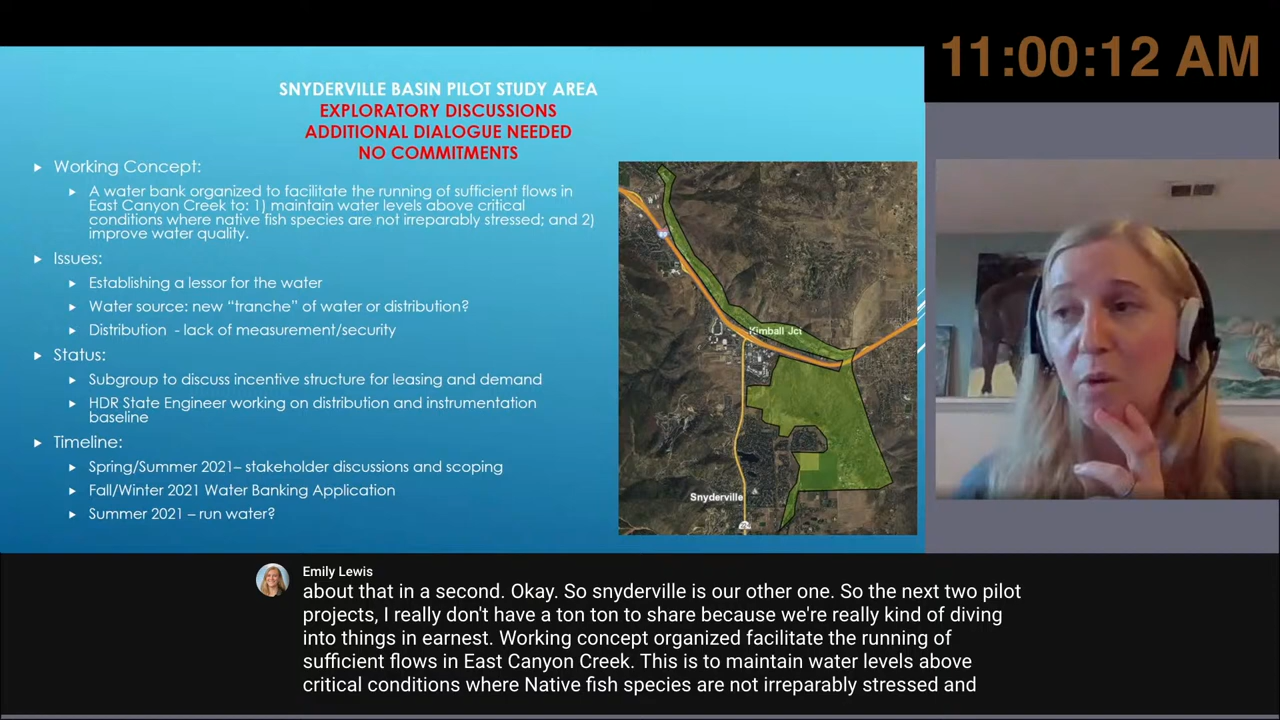 11:00:12 AM
SNYDERVILLE BASIN PILOT STUDY AREA
EXPLORATORY DISCUSSIONS
ADDITIONAL DIALOGUE NEEDED
NO COMMITMENTS
Working Concept:
A water bank organized to facilitate the running of sufficient flows in
East Canyon Creek to: 1) maintain water levels above critical
conditions where native fish species are not irreparably stressed; and 2)
improve water quality.
Issues:
Establishing a lessor for the water
Water source: new “tranche” of water or distribution?
Distribution - lack of measurement/security
Status:
Subgroup to discuss incentive structure for leasing and demand
HDR State Engineer working on distribution and instrumentation
baseline
Timeline:
Spring/Summer 2021– stakeholder discussions and scoping
Fall/Winter 2021 Water Banking Application
Summer 2021 – run water?
Kimball Jct
Snyderville
Emily Lewis
about that in a second. Okay. So snyderville is our other one. So the next two pilot
projects, I really don't have a ton ton to share because we're really kind of diving
into things in earnest. Working concept organized facilitate the running of
sufficient flows in East Canyon Creek. This is to maintain water levels above
critical conditions where Native fish species are not irreparably stressed and